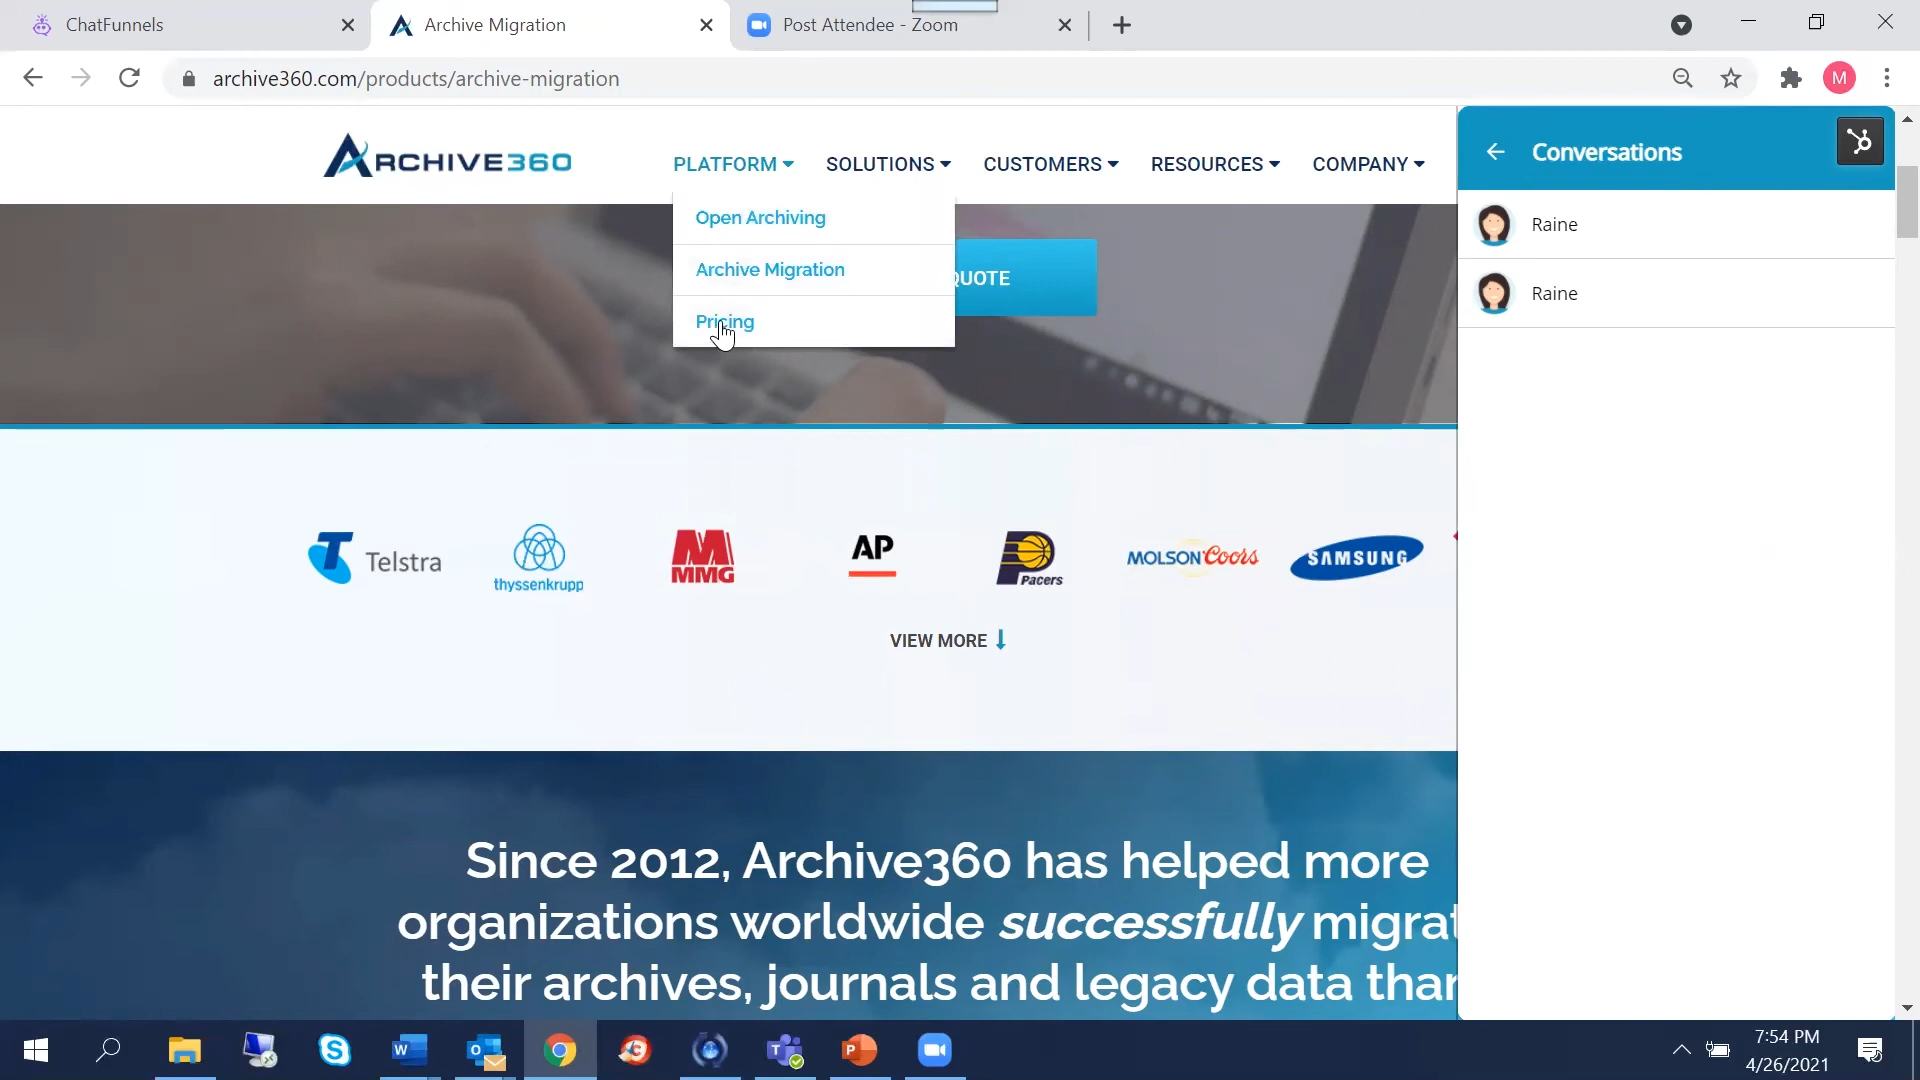 ChatFunnels
Archive Migration
Post Attendee - Zoom
archive360.com/products/archive-migration
M
ARCHIVE360
PLATFORM
SOLUTIONS
CUSTOMERS
RESOURCES
COMPANY
Open Archiving
Archive Migration
Pricing
QUOTE
Conversations
Raine
Raine
T Telstra
thyssenkrupp
MMG
AP
Pacers
MOLSON Coors
SAMSUNG
VIEW MORE
Since 2012, Archive360 has helped more
organizations worldwide successfully migrat
their archives, journals and legacy data than
7:54 PM
4/26/2021